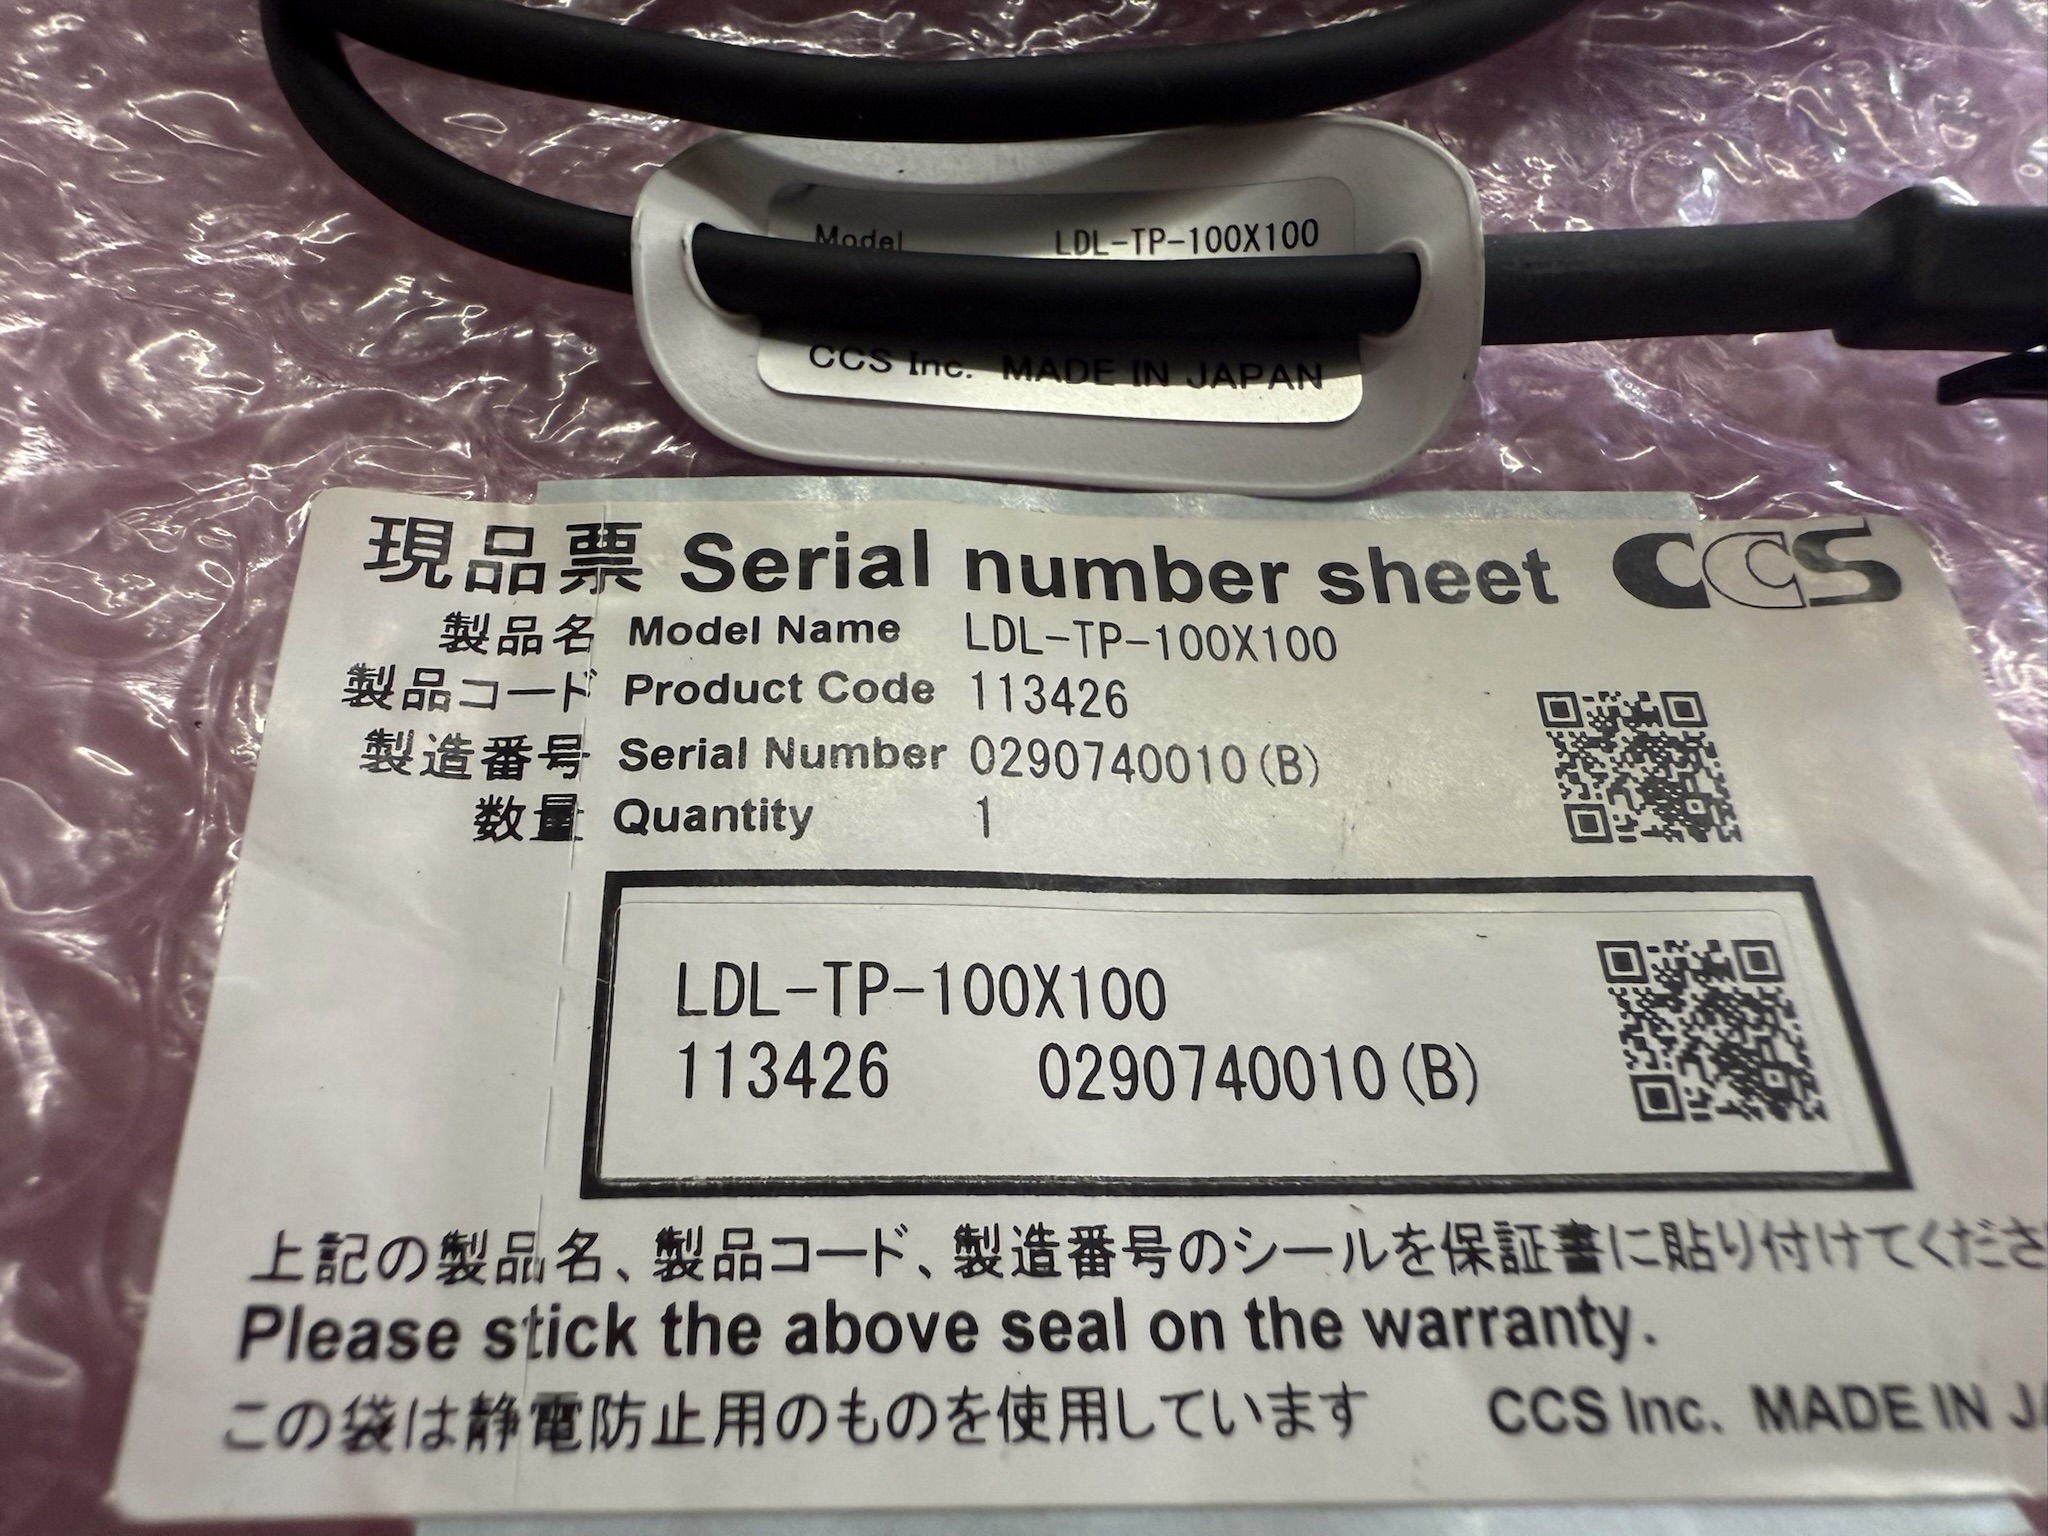 Model LDL-TP-100X100
CCS Inc. MADE IN JAPAN
現品票 Serial number sheet CCS
製品名 Model Name LDL-TP-100X100
製品コード Product Code 113426
製造番号 Serial Number 0290740010(B)
数量 Quantity 1
LDL-TP-100X100
113426 0290740010(B)
上記の製品名、製品コード、製造番号のシールを保証書に貼り付けてくださ
Please stick the above seal on the warranty.
この袋は静電防止用のものを使用しています CCS Inc. MADE IN JA